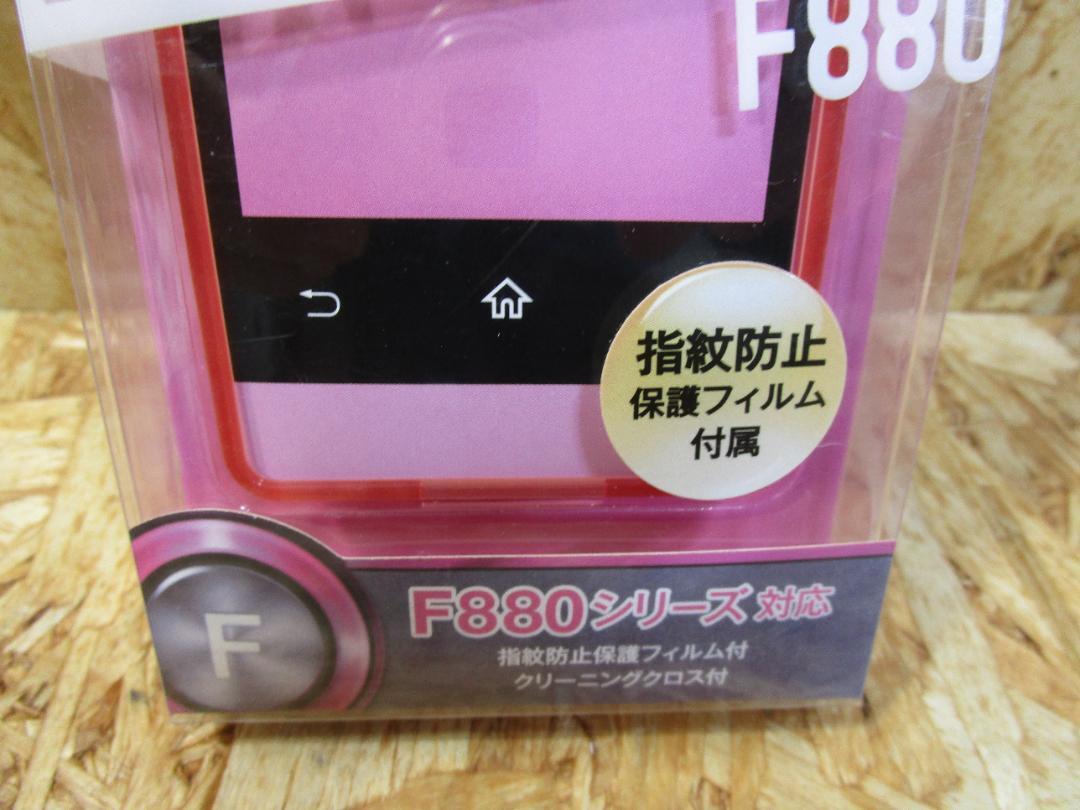 F880
指紋防止
保護フィルム
付属
F
F880シリーズ 対応
指紋防止保護フィルム付
クリーニングクロス付